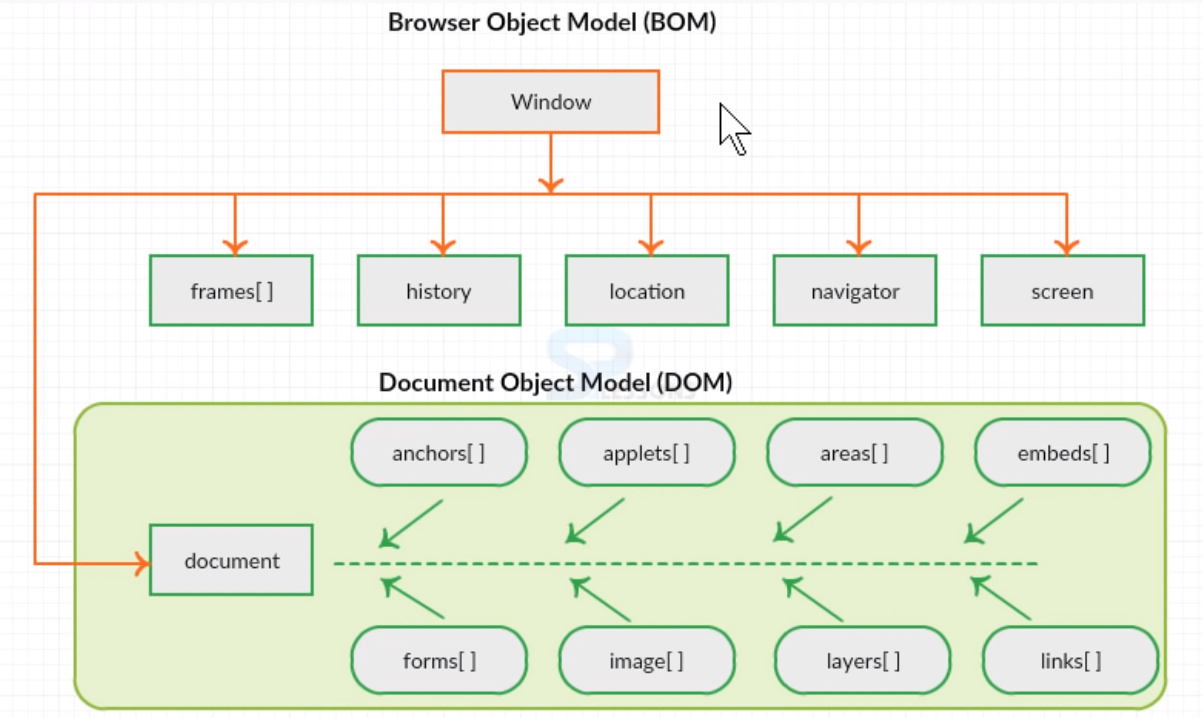 Browser Object Model (BOM)
Window
frames[ ]
history
location
navigator
screen
Document Object Model (DOM)
LESSONS
anchors[ ]
applets[ ]
areas[ ]
embeds[ ]
document
forms[ ]
image[ ]
layers[ ]
links[ ]